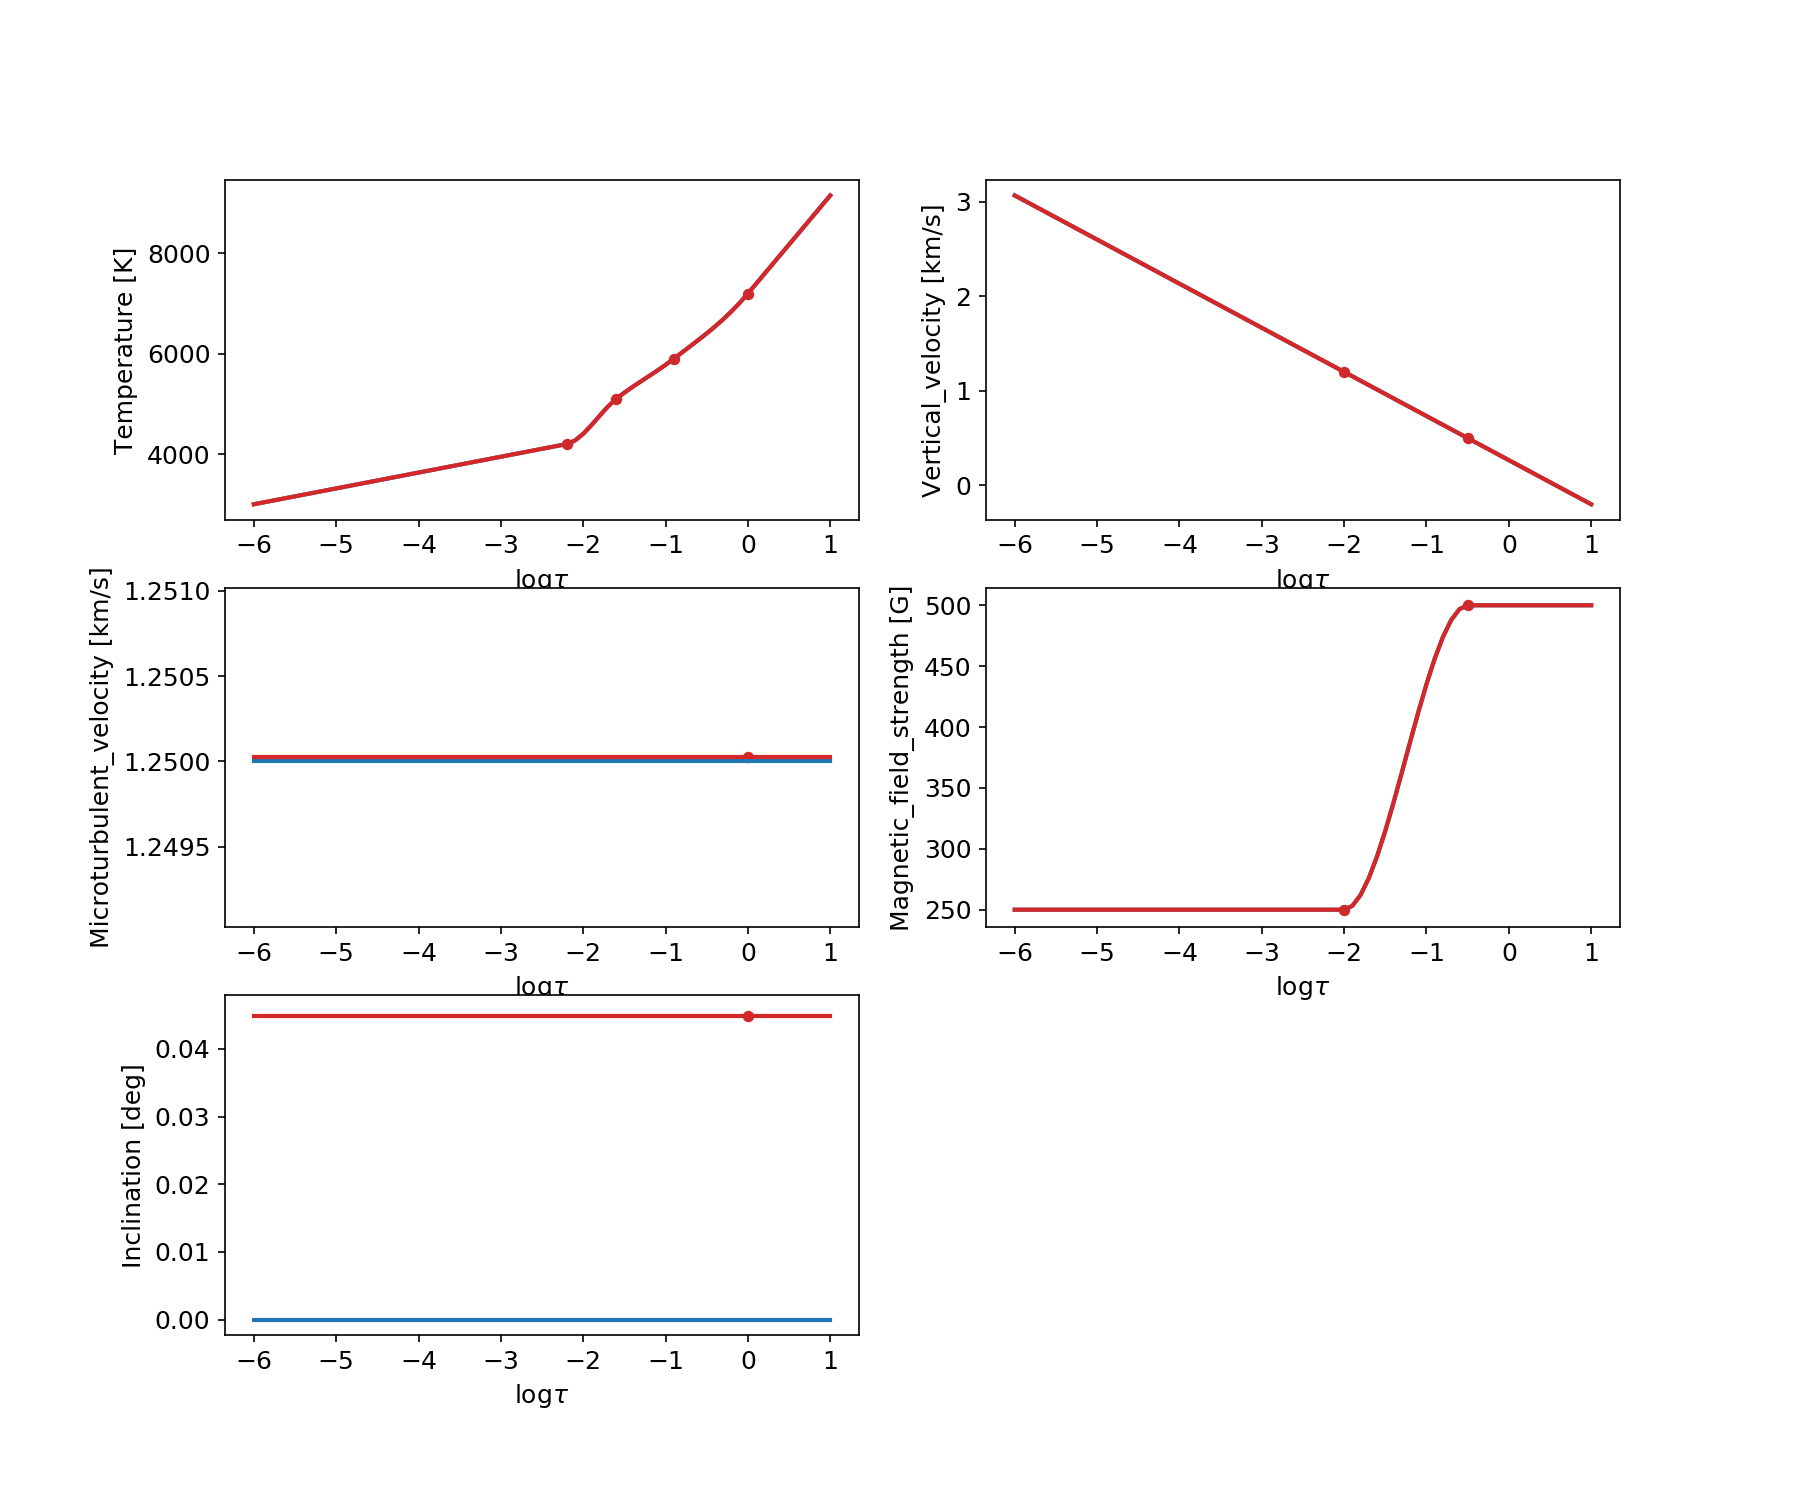 Temperature [K]
8000
6000
4000
−6 −5 −4 −3 −2 −1 0 1
logτ
Vertical_velocity [km/s]
3
2
1
0
−6 −5 −4 −3 −2 −1 0 1
logτ
Microturbulent_velocity [km/s]
1.2510
1.2505
1.2500
1.2495
−6 −5 −4 −3 −2 −1 0 1
logτ
Magnetic_field_strength [G]
500
450
400
350
300
250
−6 −5 −4 −3 −2 −1 0 1
logτ
Inclination [deg]
0.04
0.03
0.02
0.01
0.00
−6 −5 −4 −3 −2 −1 0 1
logτ